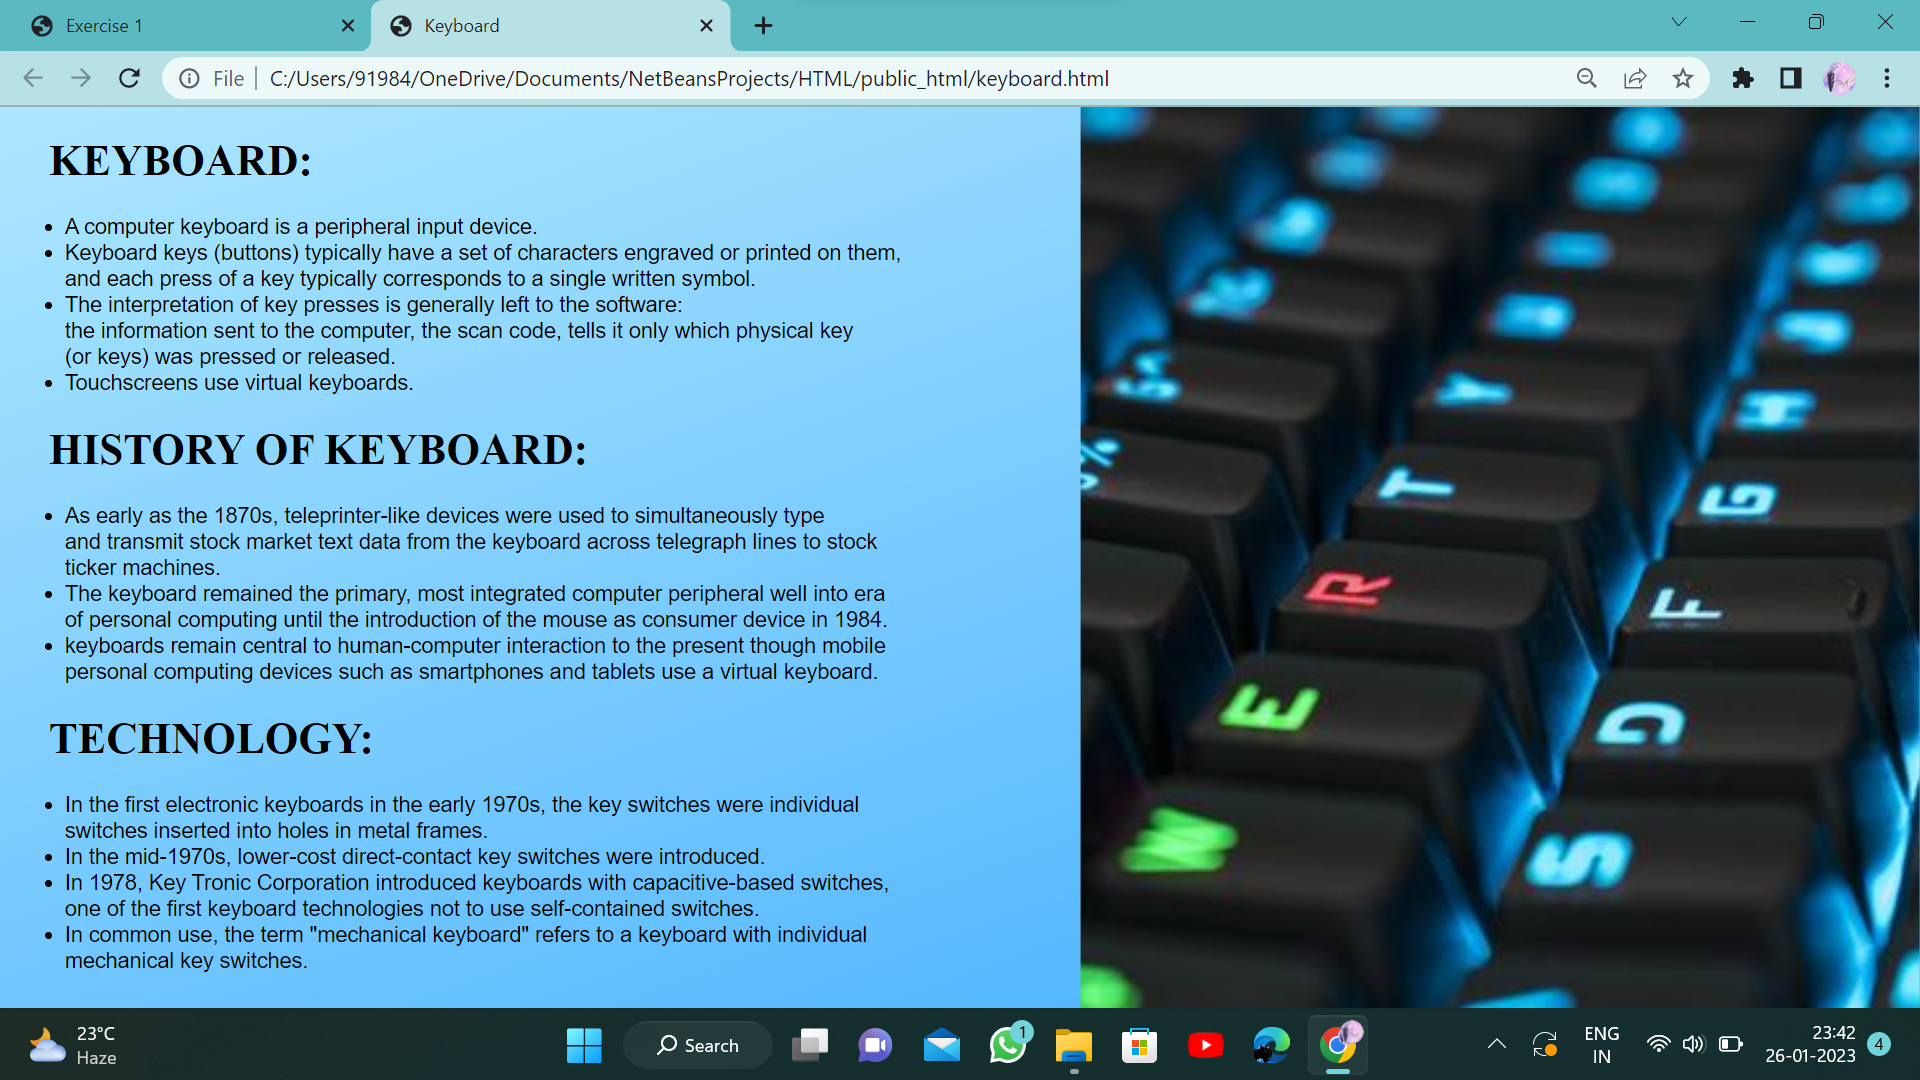 Exercise 1
Keyboard
File
C:/Users/91984/OneDrive/Documents/NetBeansProjects/HTML/public_html/keyboard.html
KEYBOARD:
A computer keyboard is a peripheral input device.
Keyboard keys (buttons) typically have a set of characters engraved or printed on them,
and each press of a key typically corresponds to a single written symbol.
The interpretation of key presses is generally left to the software:
the information sent to the computer, the scan code, tells it only which physical key
(or keys) was pressed or released.
Touchscreens use virtual keyboards.
HISTORY OF KEYBOARD:
As early as the 1870s, teleprinter-like devices were used to simultaneously type
and transmit stock market text data from the keyboard across telegraph lines to stock
ticker machines.
The keyboard remained the primary, most integrated computer peripheral well into era
of personal computing until the introduction of the mouse as consumer device in 1984.
keyboards remain central to human-computer interaction to the present though mobile
personal computing devices such as smartphones and tablets use a virtual keyboard.
TECHNOLOGY:
In the first electronic keyboards in the early 1970s, the key switches were individual
switches inserted into holes in metal frames.
In the mid-1970s, lower-cost direct-contact key switches were introduced.
In 1978, Key Tronic Corporation introduced keyboards with capacitive-based switches,
one of the first keyboard technologies not to use self-contained switches.
In common use, the term "mechanical keyboard" refers to a keyboard with individual
mechanical key switches.
%
T
G
Y
H
J
R
F
E
D
W
S
23°C
Haze
Search
1
ENG
IN
23:42
26-01-2023
4